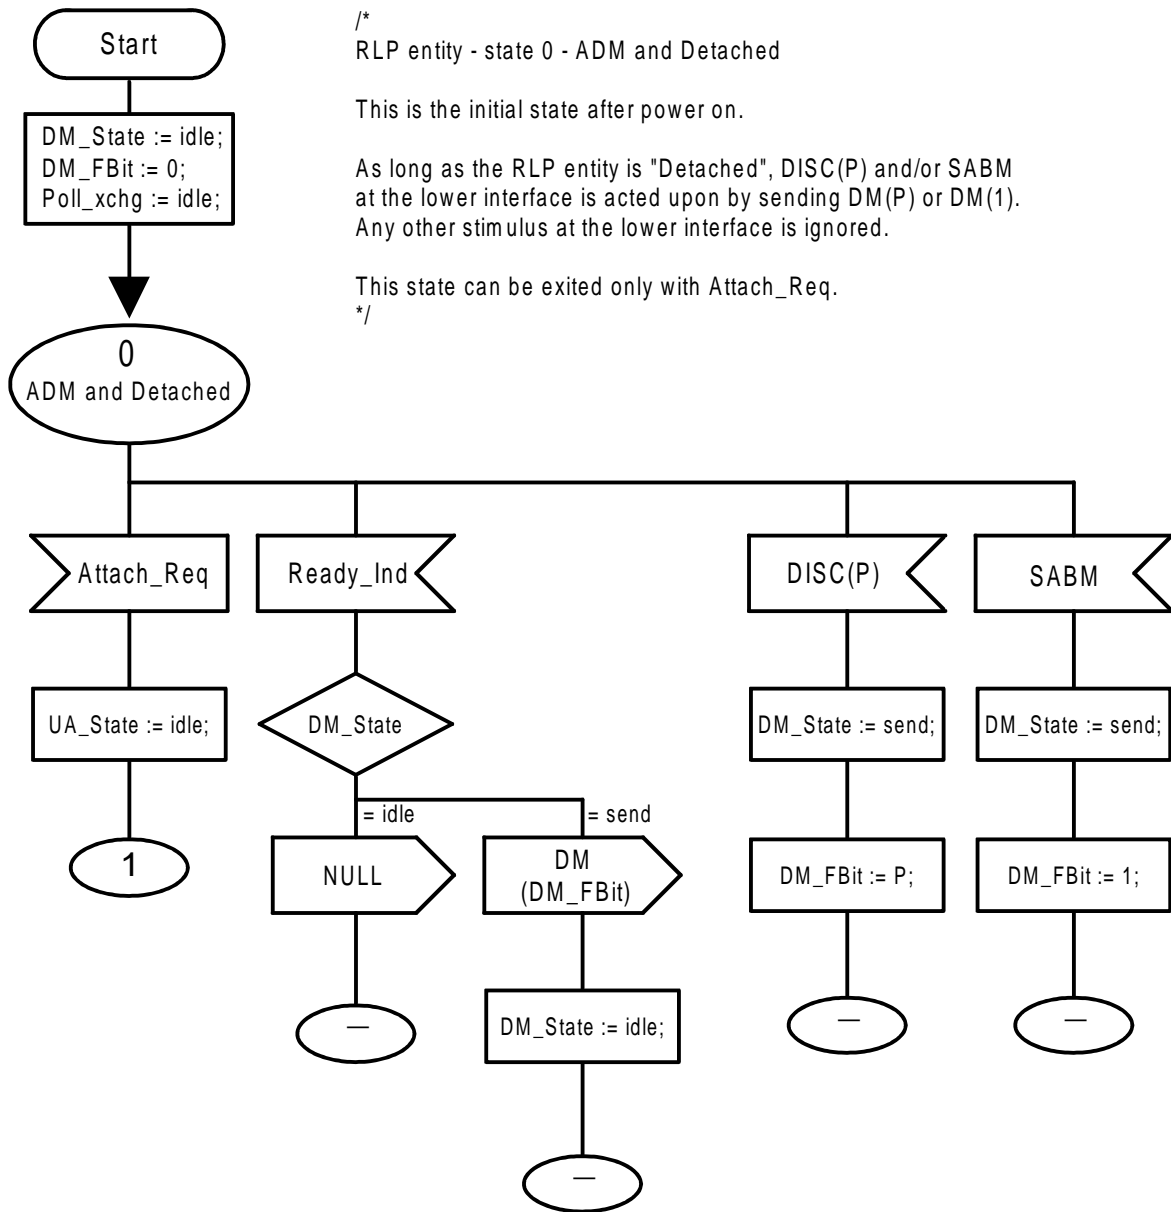 Start
DM_State := idle;
DM_FBit := 0;
Poll_xchg := idle;
/*
RLP entity - state 0 - ADM and Detached
This is the initial state after power on.
As long as the RLP entity is "Detached", DISC(P) and/or SABM
at the lower interface is acted upon by sending DM(P) or DM(1).
Any other stimulus at the lower interface is ignored.
This state can be exited only with Attach_Req.
*/
0
ADM and Detached
Attach_Req
Ready_Ind
DISC(P)
SABM
UA_State := idle;
DM_State
DM_State := send;
DM_State := send;
= idle
= send
1
NULL
DM
(DM_FBit)
DM_FBit := P;
DM_FBit := 1;
–
DM_State := idle;
–
–
–